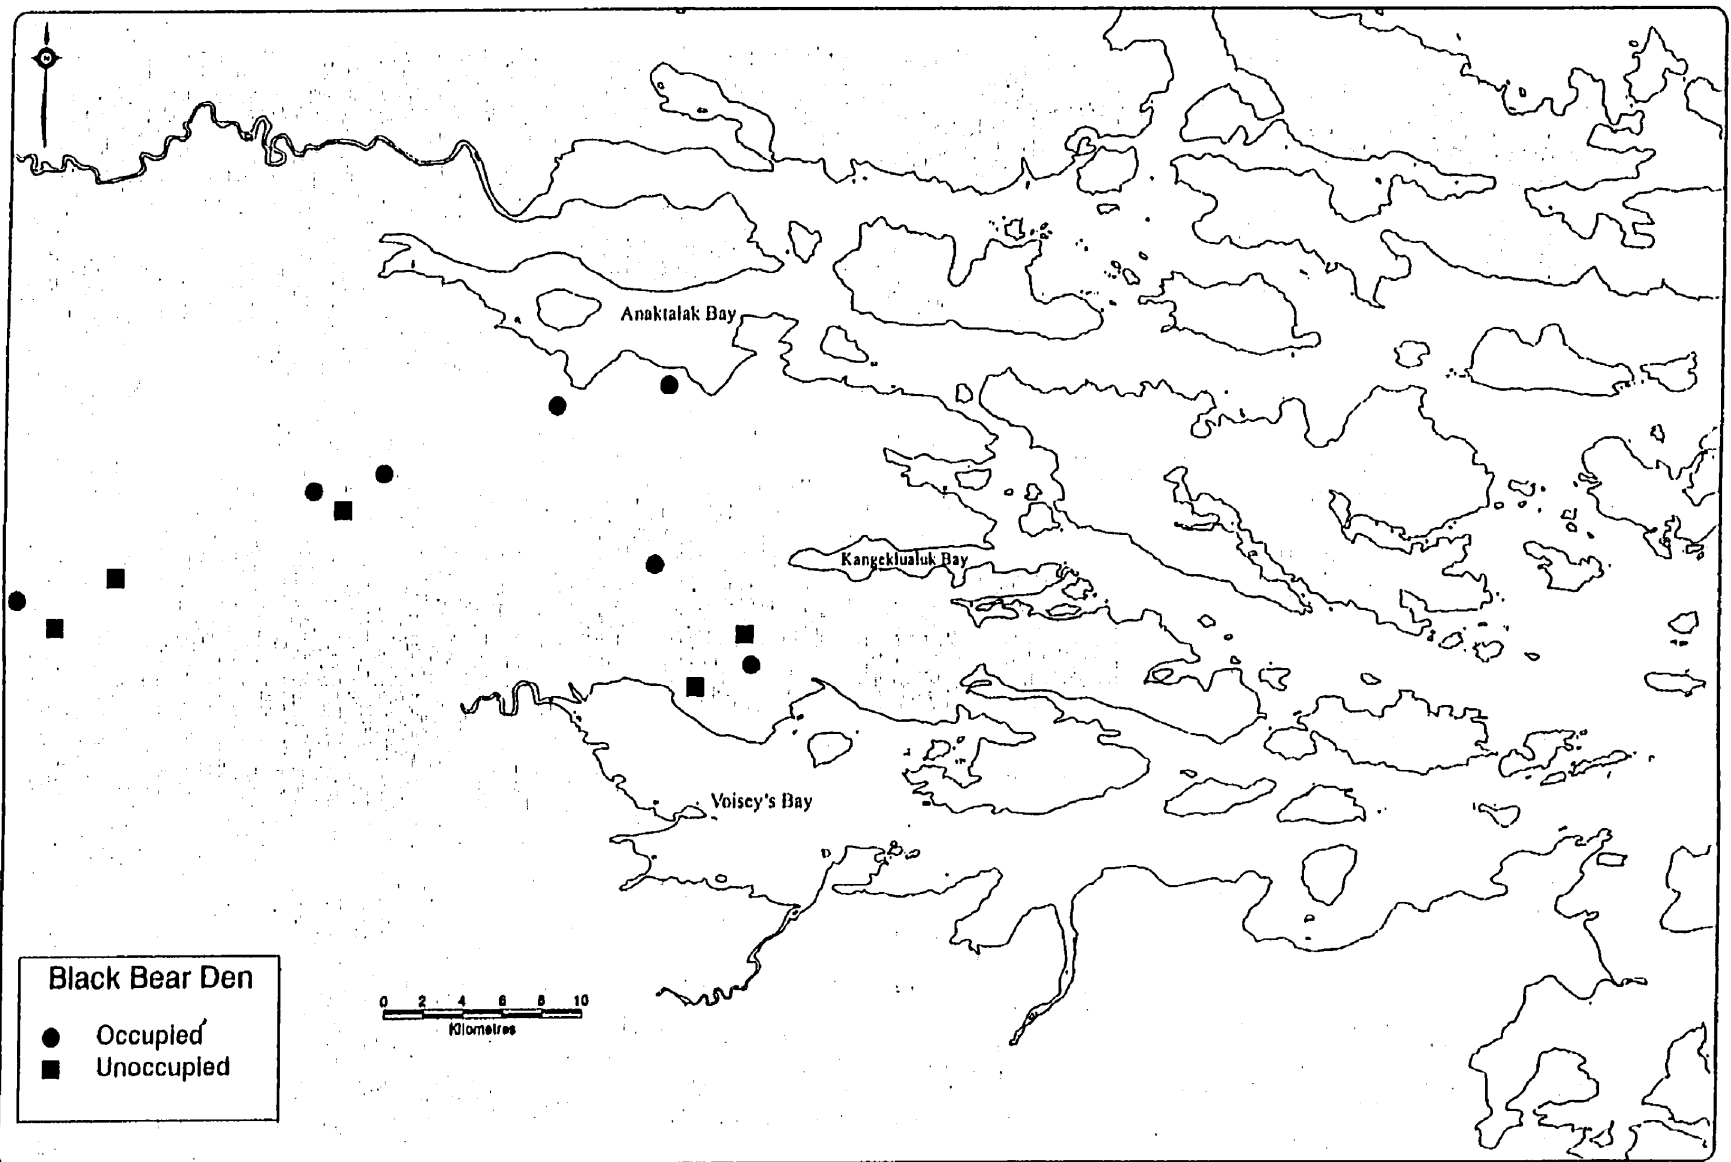 N
Anaktalak Bay
Kangeklualuk Bay
Voisey's Bay
Black Bear Den
Occupied
Unoccupied
0 2 4 6 8 10
Kilometres